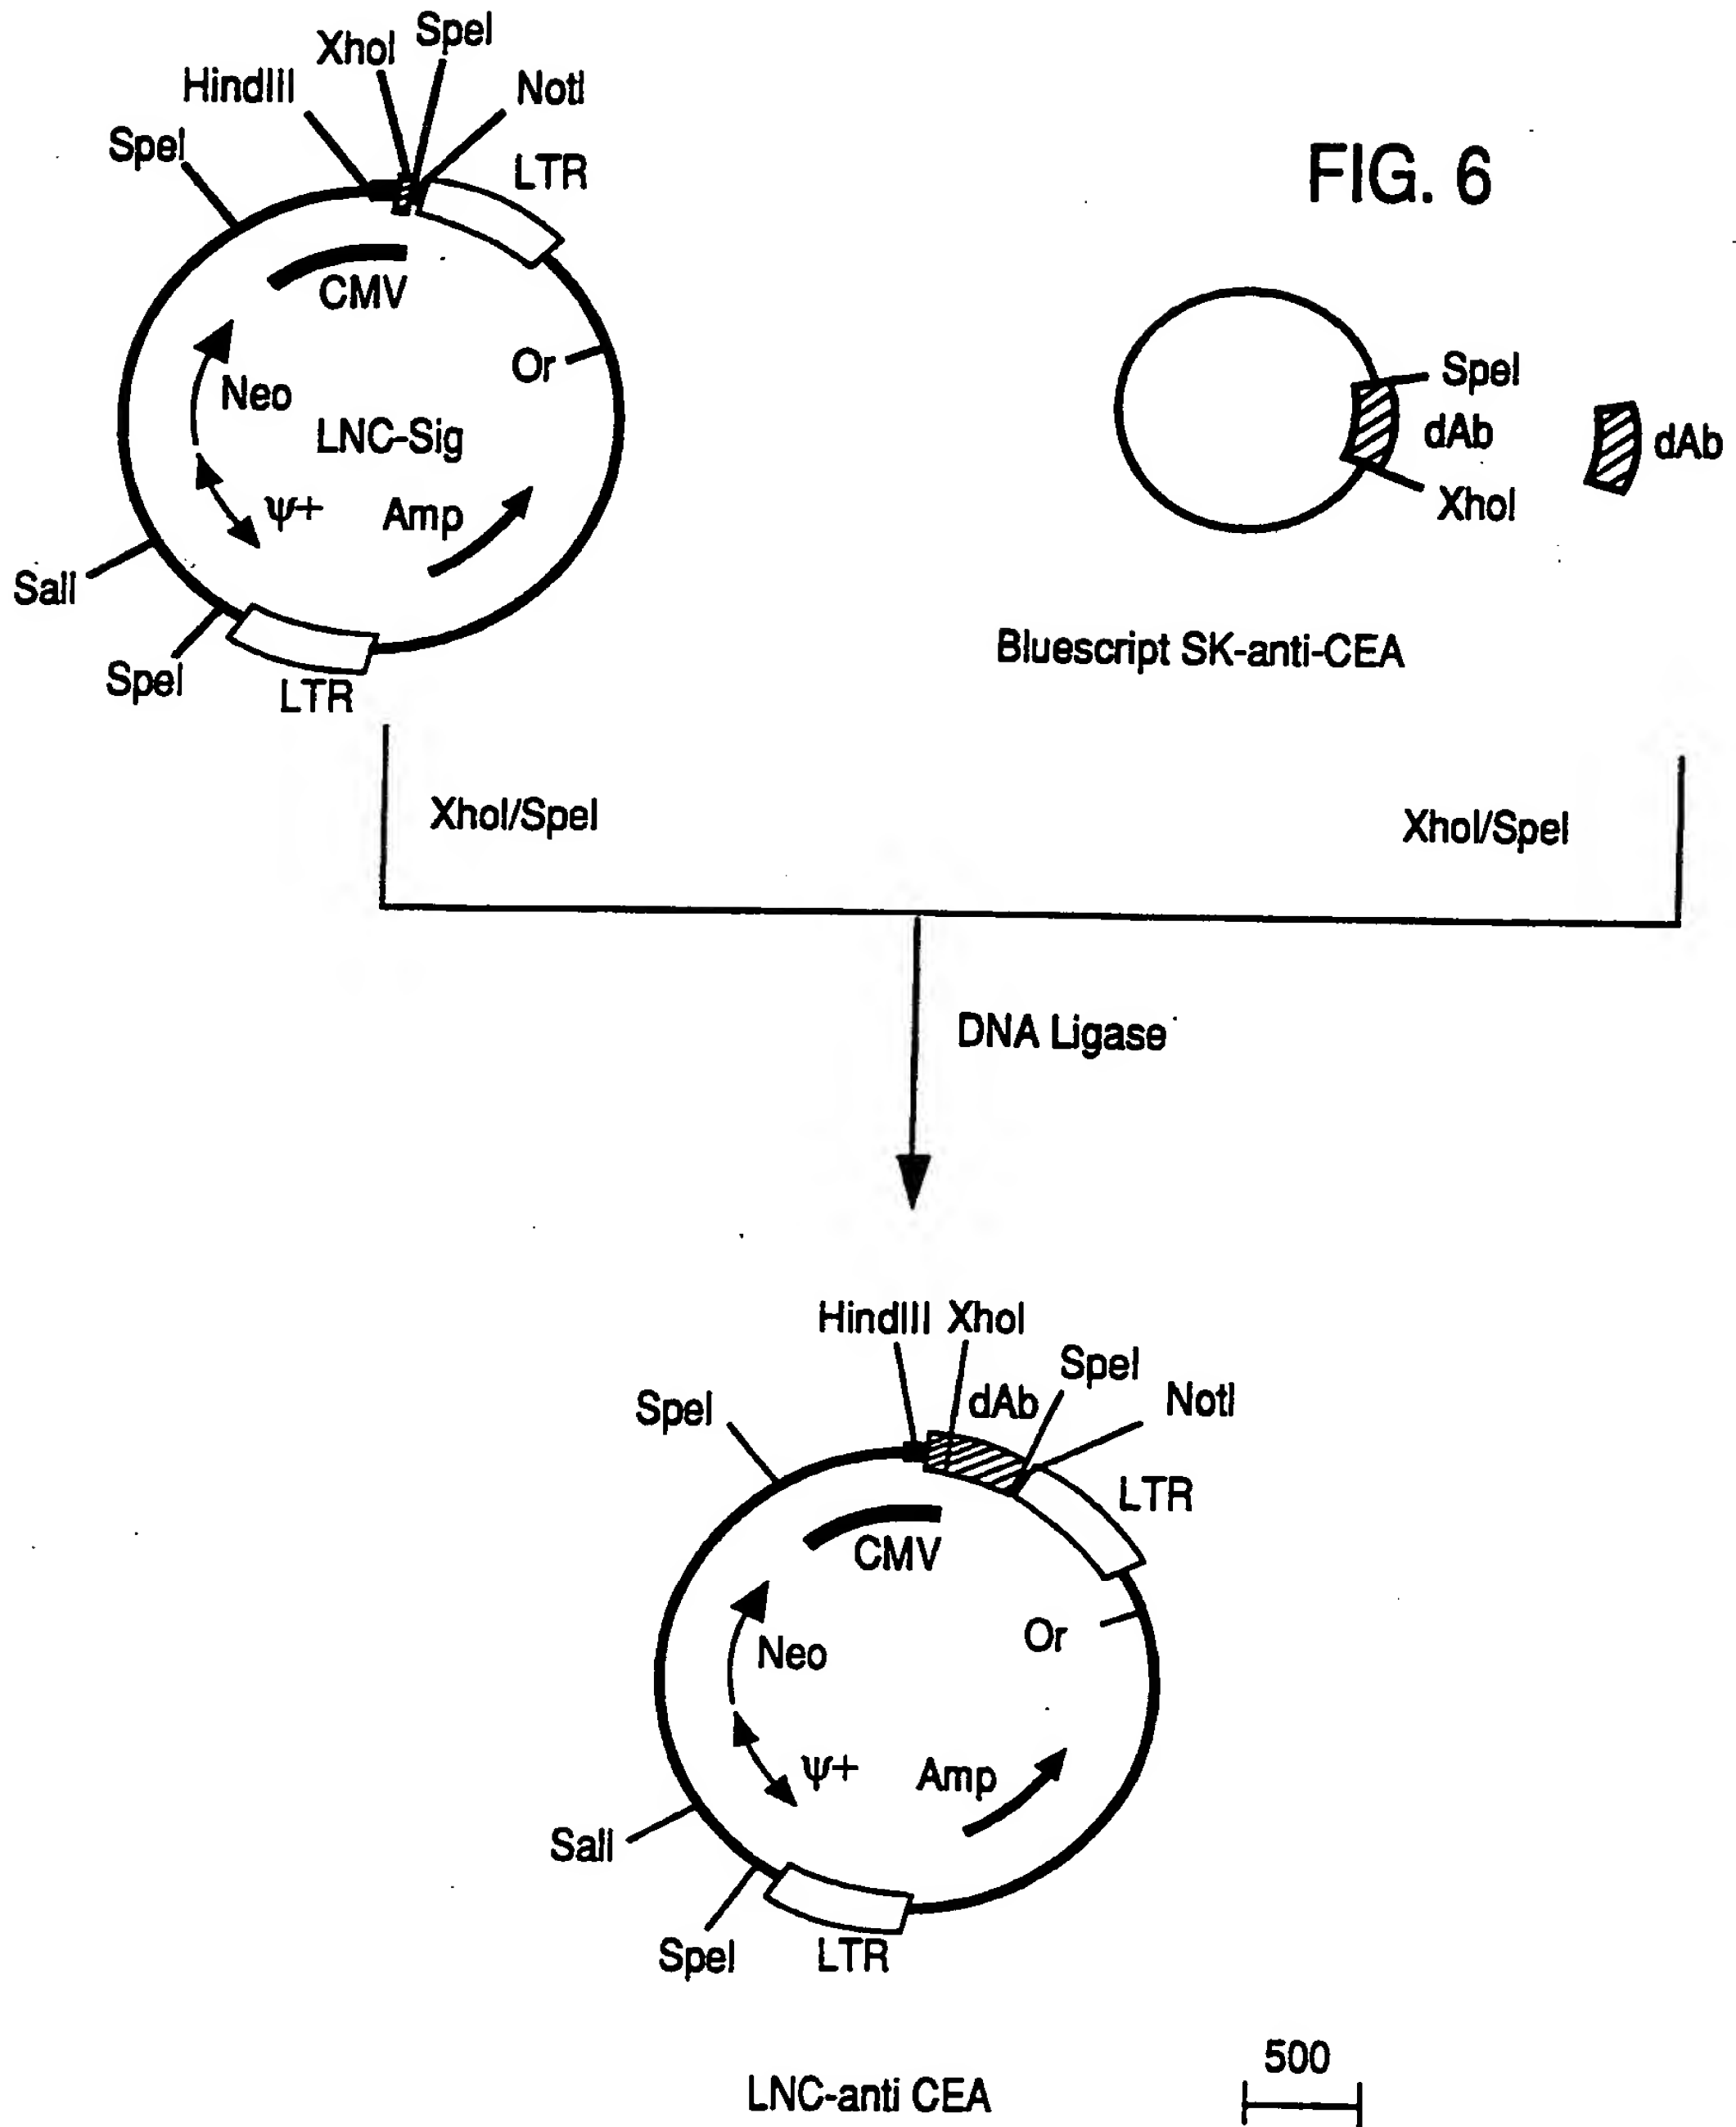 FIG. 6
SpeI
HindIII
XhoI
SpeI
NotI
LTR
CMV
Or
Neo
LNC-Sig
ψ+
Amp
SalI
SpeI
LTR
SpeI
dAb
XhoI
dAb
Bluescript SK-anti-CEA
XhoI/SpeI
XhoI/SpeI
DNA Ligase
HindIII
XhoI
SpeI
dAb
SpeI
NotI
LTR
CMV
Or
Neo
ψ+
Amp
SalI
SpeI
LTR
LNC-anti CEA
500